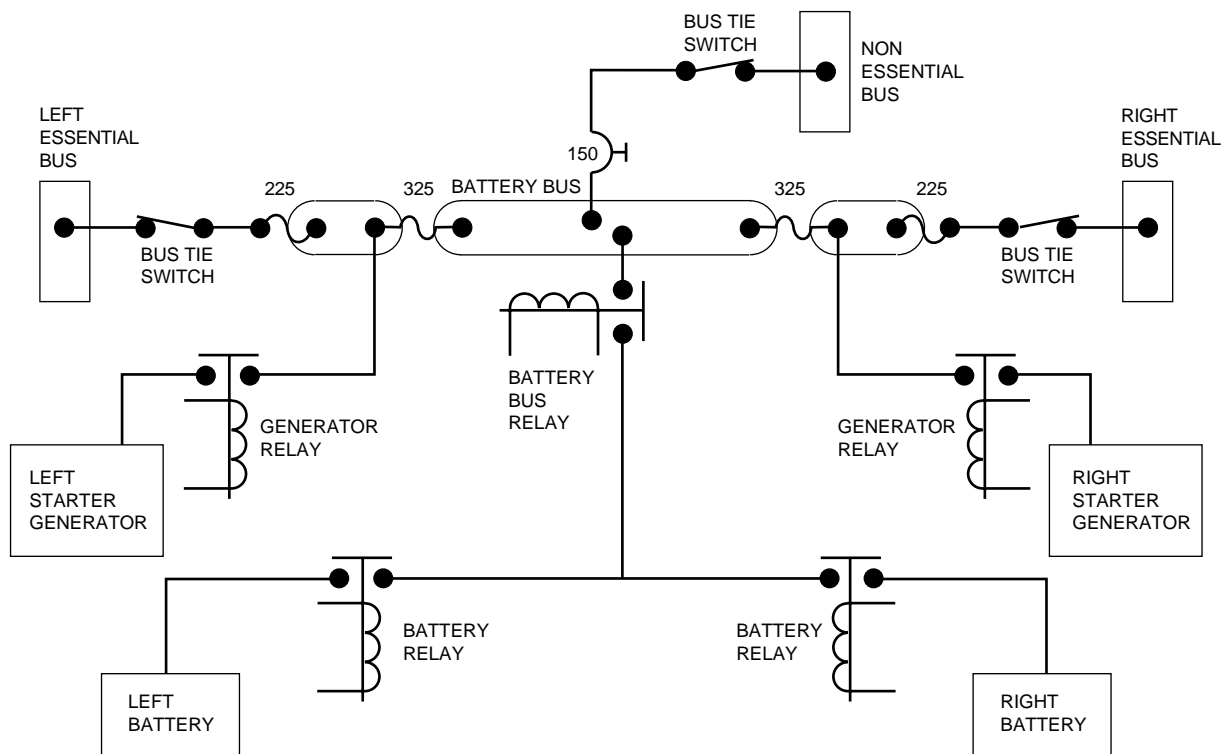 BUS TIE
SWITCH
NON
ESSENTIAL
BUS
LEFT
ESSENTIAL
BUS
RIGHT
ESSENTIAL
BUS
150
225
325
BATTERY BUS
325
225
BUS TIE
SWITCH
BUS TIE
SWITCH
BATTERY
BUS
RELAY
GENERATOR
RELAY
GENERATOR
RELAY
LEFT
STARTER
GENERATOR
RIGHT
STARTER
GENERATOR
BATTERY
RELAY
BATTERY
RELAY
LEFT
BATTERY
RIGHT
BATTERY